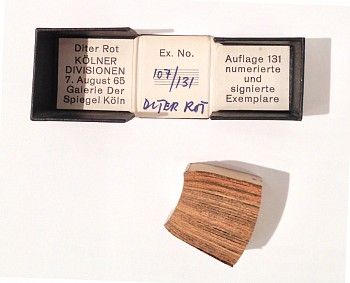 Diter Rot
KÖLNER
DIVISIONEN
7. August 65
Galerie Der
Spiegel Köln
Ex. No.
107/131
DITER ROT
Auflage 131
numerierte
und
signierte
Exemplare